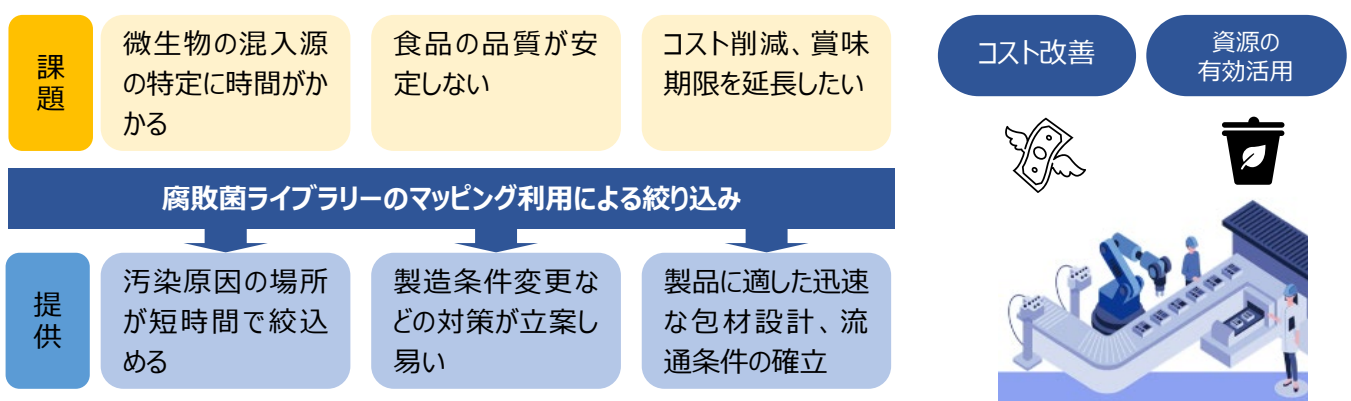 課
題
微生物の混入源
の特定に時間がか
かる
食品の品質が安
定しない
コスト削減、賞味
期限を延長したい
腐敗菌ライブラリーのマッピング利用による絞り込み
提
供
汚染原因の場所
が短時間で絞込
める
製造条件変更な
どの対策が立案し
易い
製品に適した迅速
な包材設計、流
通条件の確立
コスト改善
資源の
有効活用